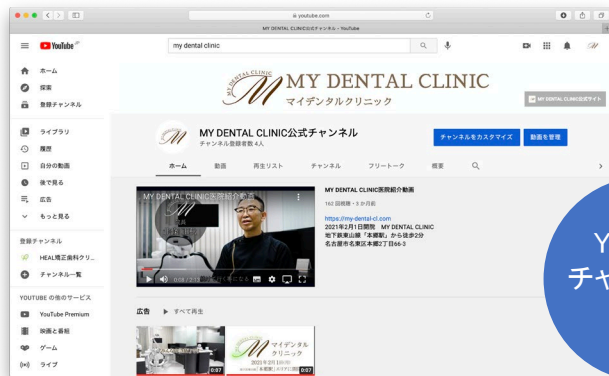 youtube.com
MY DENTAL CLINIC公式チャンネル - YouTube
YouTube JP
my dental clinic
ホーム
探索
登録チャンネル
ライブラリ
履歴
自分の動画
後で見る
広告
もっと見る
登録チャンネル
HEAL矯正歯科クリ...
チャンネル一覧
YOUTUBE の他のサービス
YouTube Premium
映画と番組
ゲーム
ライブ
MY DENTAL CLINIC
MY DENTAL CLINIC
マイデンタルクリニック
MY DENTAL CLINIC公式サイト
MY DENTAL CLINIC公式チャンネル
チャンネル登録者数 4人
チャンネルをカスタマイズ
動画を管理
ホーム 動画 再生リスト チャンネル フリートーク 概要
MY DENTAL CLINIC医院紹介動画
MY DENTAL CLINIC医院紹介動画
162 回視聴・3 か月前
https://my-dental-cl.com
2021年2月1日開院 MY DENTAL CLINIC
地下鉄東山線「本郷駅」から徒歩2分
名古屋市名東区本郷2丁目66-3
広告 すべて再生
0:07
マイデンタル
クリニック
0:07
Y
チャ